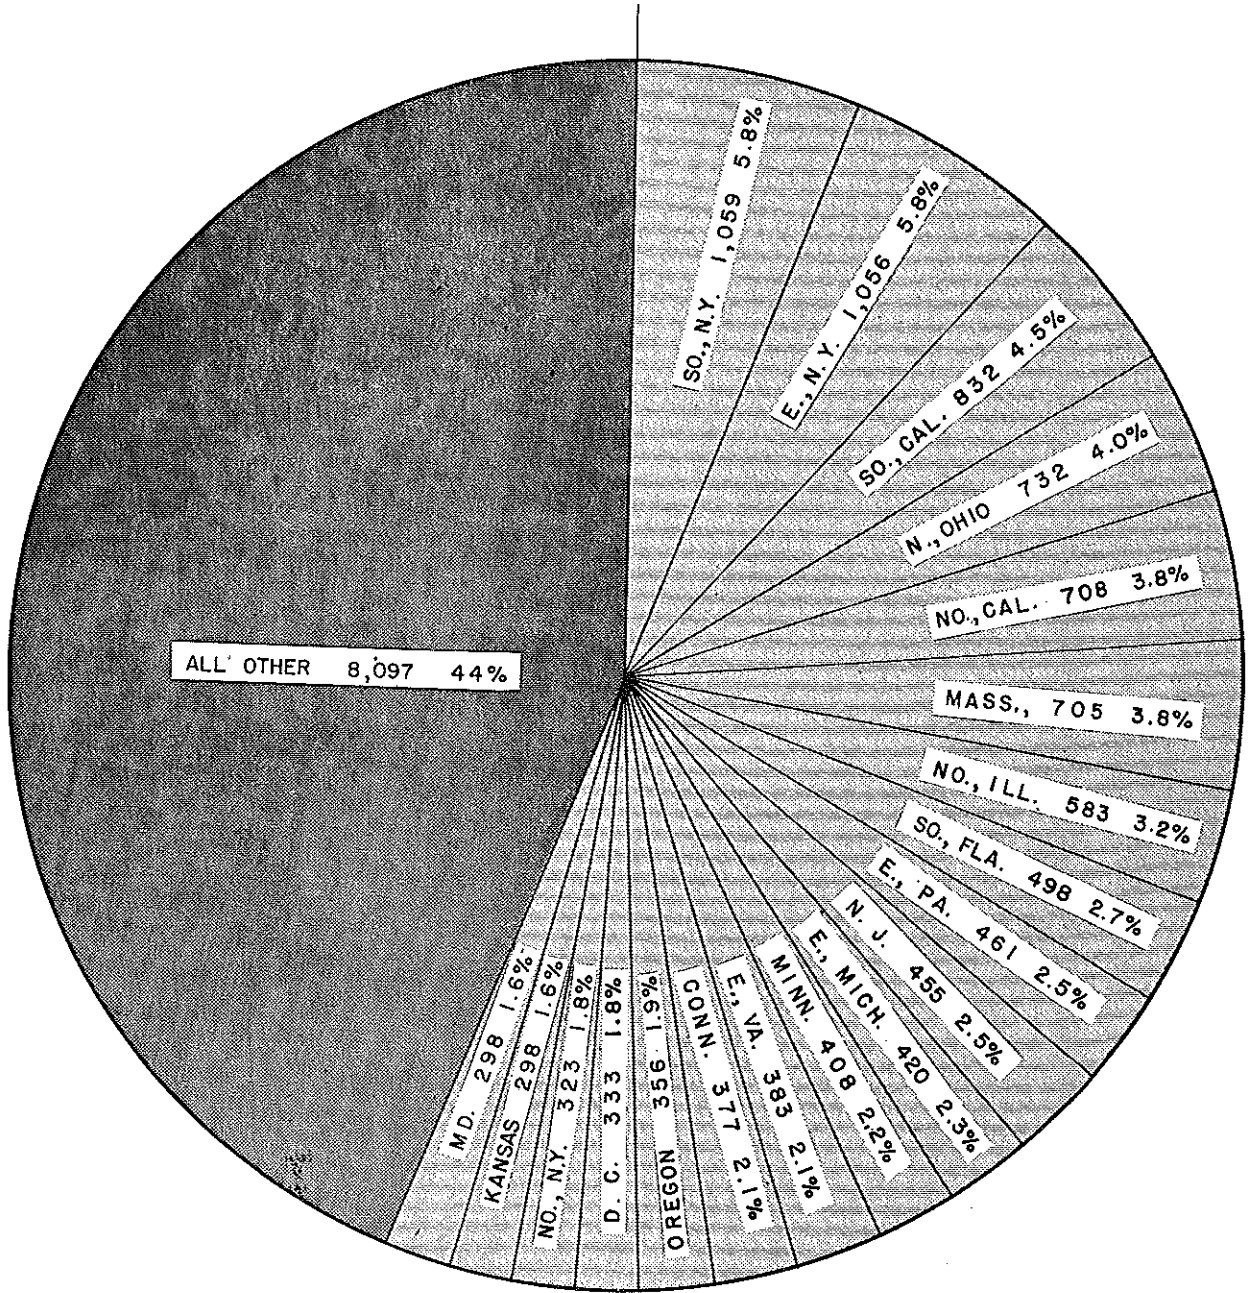 SO., N.Y. 1,059 5.8%
E., N.Y. 1,056 5.8%
SO., CAL. 832 4.5%
N., OHIO 732 4.0%
NO., CAL. 708 3.8%
MASS., 705 3.8%
NO., ILL. 583 3.2%
SO., FLA. 498 2.7%
E., PA. 461 2.5%
N. J. 455 2.5%
E., MICH. 420 2.3%
MINN. 408 2.2%
E., VA. 383 2.1%
CONN. 377 2.1%
OREGON 356 1.9%
D. C. 333 1.8%
NO., N.Y. 323 1.8%
KANSAS 298 1.6%
MD. 298 1.6%
ALL OTHER 8,097 44%